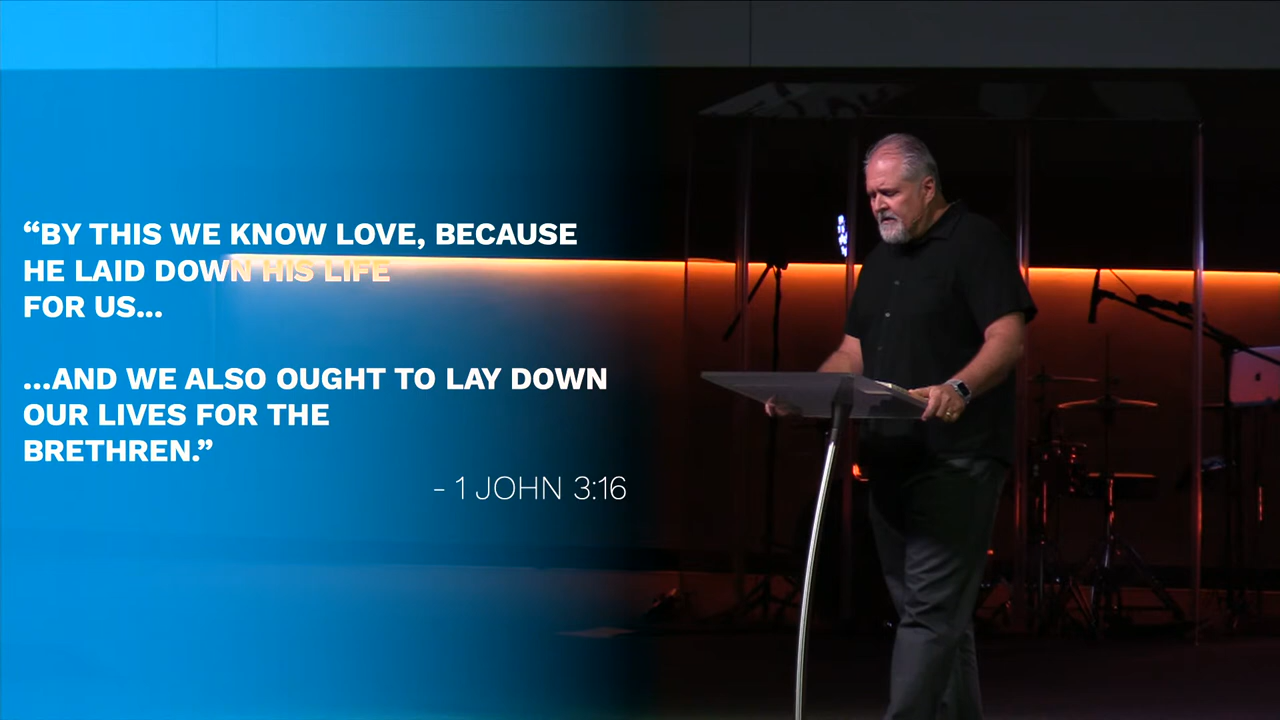 “BY THIS WE KNOW LOVE, BECAUSE
HE LAID DOWN HIS LIFE
FOR US...
...AND WE ALSO OUGHT TO LAY DOWN
OUR LIVES FOR THE
BRETHREN.”
- 1 JOHN 3:16